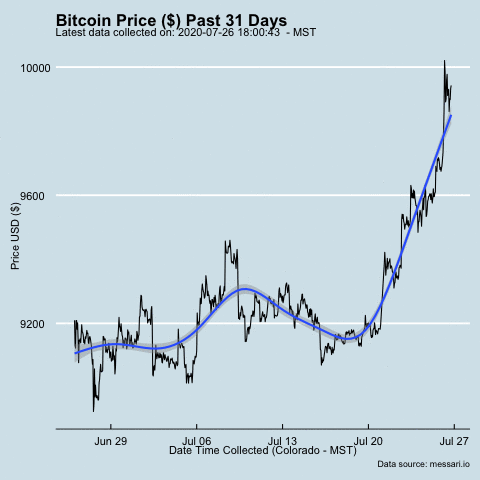 Bitcoin Price ($) Past 31 Days
Latest data collected on: 2020-07-26 18:00:43 - MST
10000
9600
9200
Price USD ($)
Jun 29 Jul 06 Jul 13 Jul 20 Jul 27
Date Time Collected (Colorado - MST)
Data source: messari.io